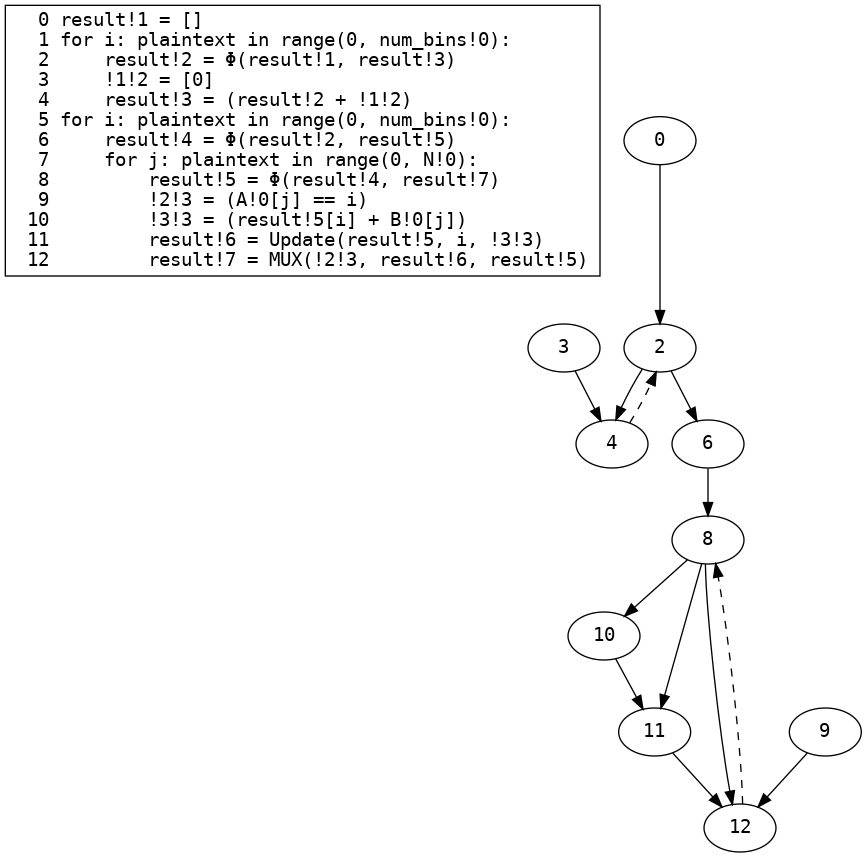 0 result!1 = []
1 for i: plaintext in range(0, num_bins!0):
2     result!2 = Φ(result!1, result!3)
3     !1!2 = [0]
4     result!3 = (result!2 + !1!2)
5 for i: plaintext in range(0, num_bins!0):
6     result!4 = Φ(result!2, result!5)
7     for j: plaintext in range(0, N!0):
8         result!5 = Φ(result!4, result!7)
9         !2!3 = (A!0[j] == i)
10         !3!3 = (result!5[i] + B!0[j])
11         result!6 = Update(result!5, i, !3!3)
12         result!7 = MUX(!2!3, result!6, result!5)
0
3
2
4
6
8
10
11
9
12